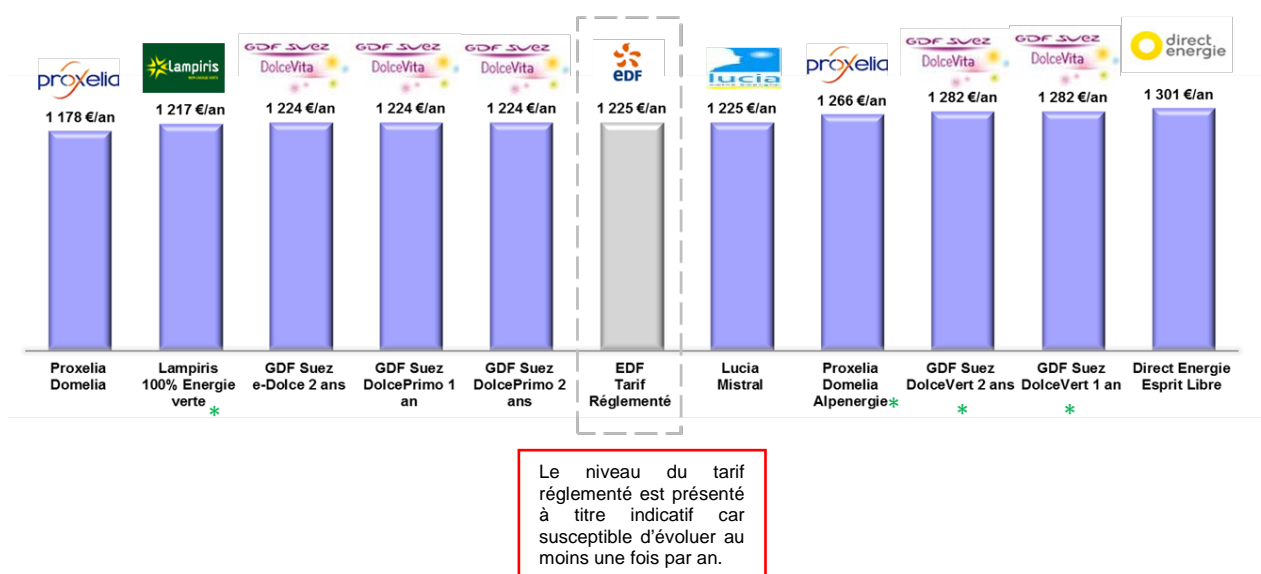 proxelia
Lampiris
GDF SUEZ
DolceVita
GDF SUEZ
DolceVita
GDF SUEZ
DolceVita
eDF
lucia
proxelia
GDF SUEZ
DolceVita
GDF SUEZ
DolceVita
direct
energie
1 178 €/an
1 217 €/an
1 224 €/an
1 224 €/an
1 224 €/an
1 225 €/an
1 225 €/an
1 266 €/an
1 282 €/an
1 282 €/an
1 301 €/an
Proxelia
Domelia
Lampiris
100% Energie
verte *
GDF Suez
e-Dolce 2 ans
GDF Suez
DolcePrimo 1
an
GDF Suez
DolcePrimo 2
ans
EDF
Tarif
Réglementé
Lucia
Mistral
Proxelia
Domelia
Alpenergie*
GDF Suez
DolceVert 2 ans
*
GDF Suez
DolceVert 1 an
*
Direct Energie
Esprit Libre
Le niveau du tarif
réglementé est présenté
à titre indicatif car
susceptible d'évoluer au
moins une fois par an.